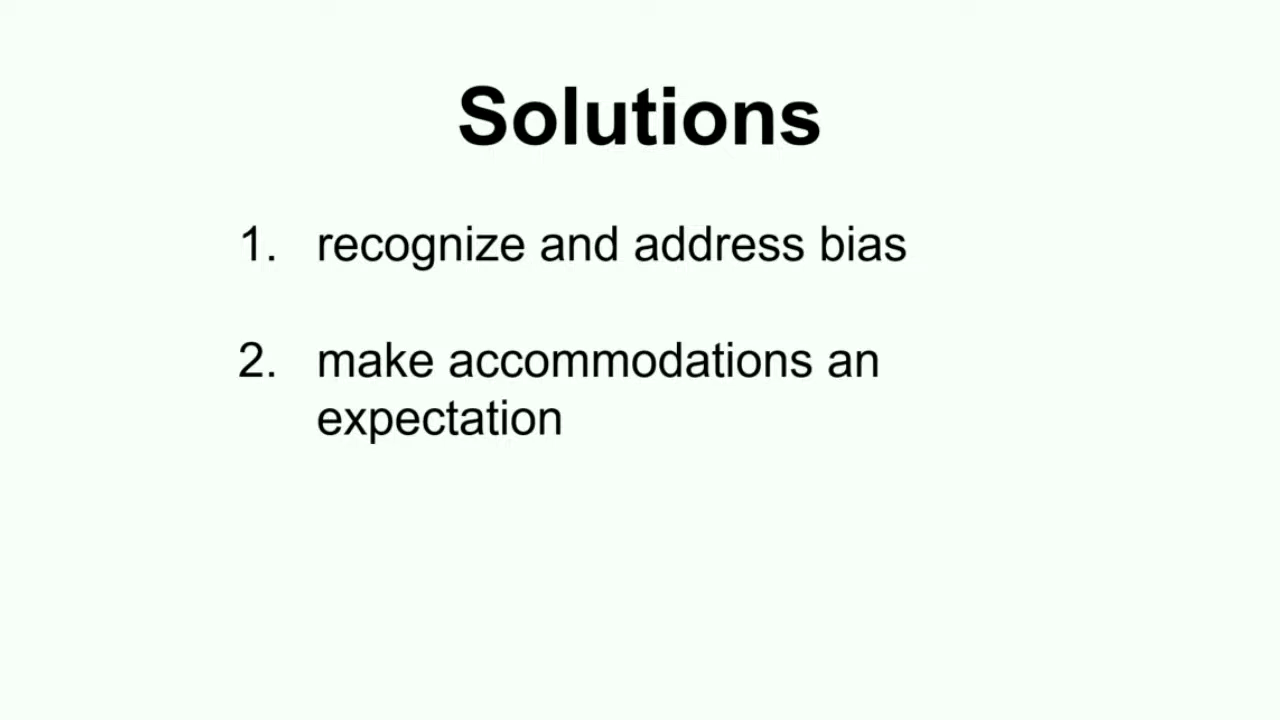 Solutions
1. recognize and address bias
2. make accommodations an
expectation